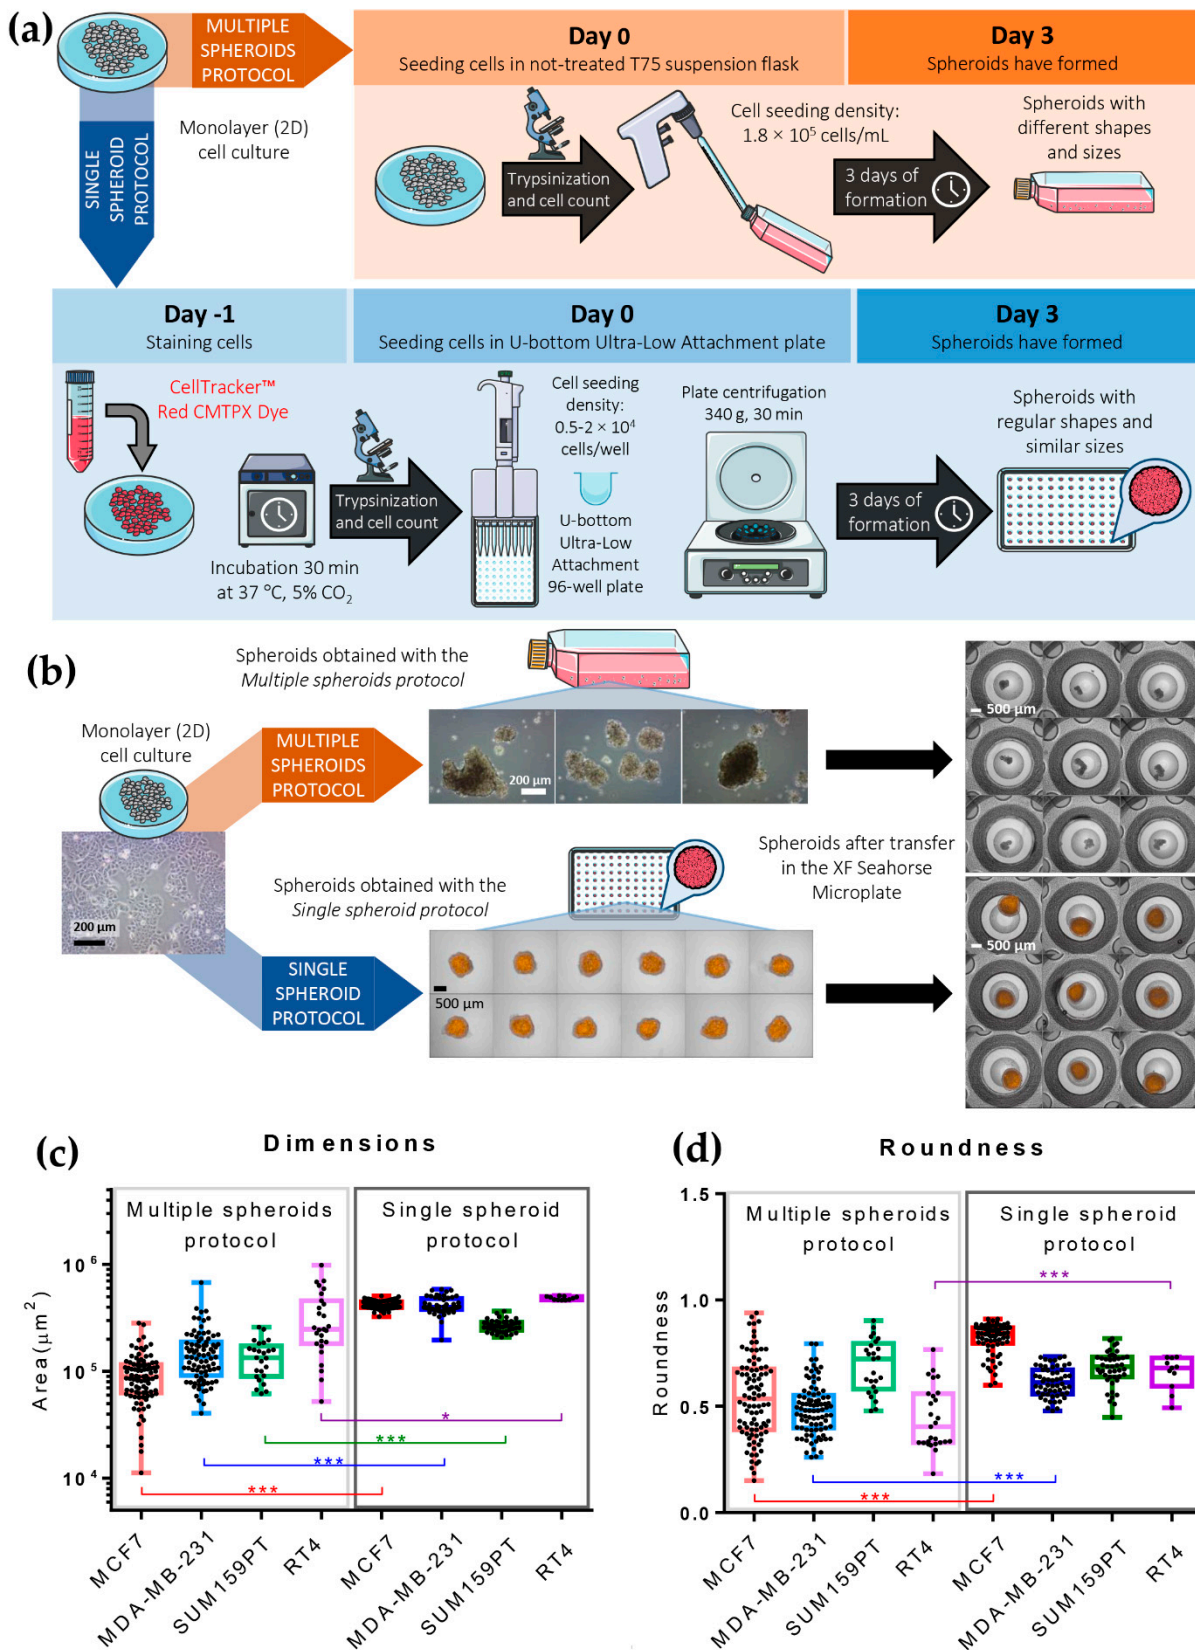 (a)
MULTIPLE
SPHEROIDS
PROTOCOL
Day 0
Seeding cells in not-treated T75 suspension flask
Day 3
Spheroids have formed
Monolayer (2D)
cell culture
SINGLE
SPHEROID
PROTOCOL
Trypsinization
and cell count
Cell seeding density:
1.8 × 10⁵ cells/mL
3 days of
formation
Spheroids with
different shapes
and sizes
Day -1
Staining cells
Day 0
Seeding cells in U-bottom Ultra-Low Attachment plate
Day 3
Spheroids have formed
CellTracker™
Red CMTPX Dye
Incubation 30 min
at 37 °C, 5% CO₂
Trypsinization
and cell count
Cell seeding
density:
0.5-2 × 10⁴
cells/well
U-bottom
Ultra-Low
Attachment
96-well plate
Plate centrifugation
340 g, 30 min
3 days of
formation
Spheroids with
regular shapes and
similar sizes
(b)
Spheroids obtained with the
Multiple spheroids protocol
Monolayer (2D)
cell culture
MULTIPLE
SPHEROIDS
PROTOCOL
200 µm
500 µm
200 µm
Spheroids obtained with the
Single spheroid protocol
Spheroids after transfer
in the XF Seahorse
Microplate
SINGLE
SPHEROID
PROTOCOL
500 µm
500 µm
(c)
Dimensions
Multiple spheroids
protocol
Single spheroid
protocol
Area (µm²)
10⁶
10⁵
10⁴
*
***
***
***
MCF7
MDA-MB-231
SUM159PT
RT4
MCF7
MDA-MB-231
SUM159PT
RT4
(d)
Roundness
Multiple spheroids
protocol
Single spheroid
protocol
Roundness
1.5
1.0
0.5
0.0
***
***
***
MCF7
MDA-MB-231
SUM159PT
RT4
MCF7
MDA-MB-231
SUM159PT
RT4